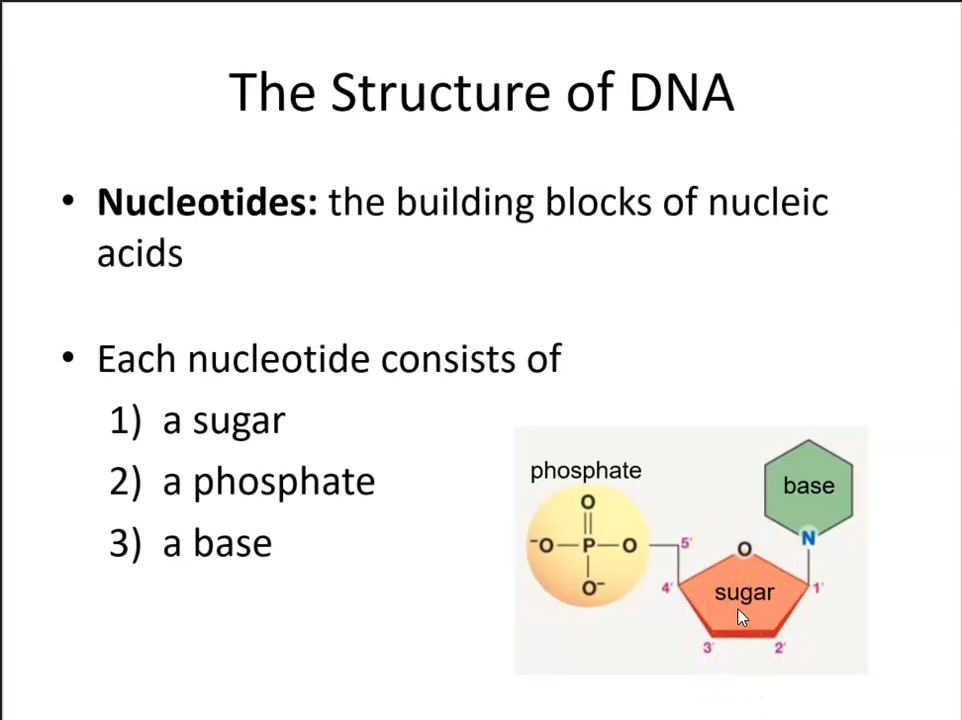 The Structure of DNA
• Nucleotides: the building blocks of nucleic
acids
• Each nucleotide consists of
1) a sugar
2) a phosphate
3) a base
phosphate
base
O
-O—P—O
O-
5'
O
N
4'
sugar
1'
3'
2'